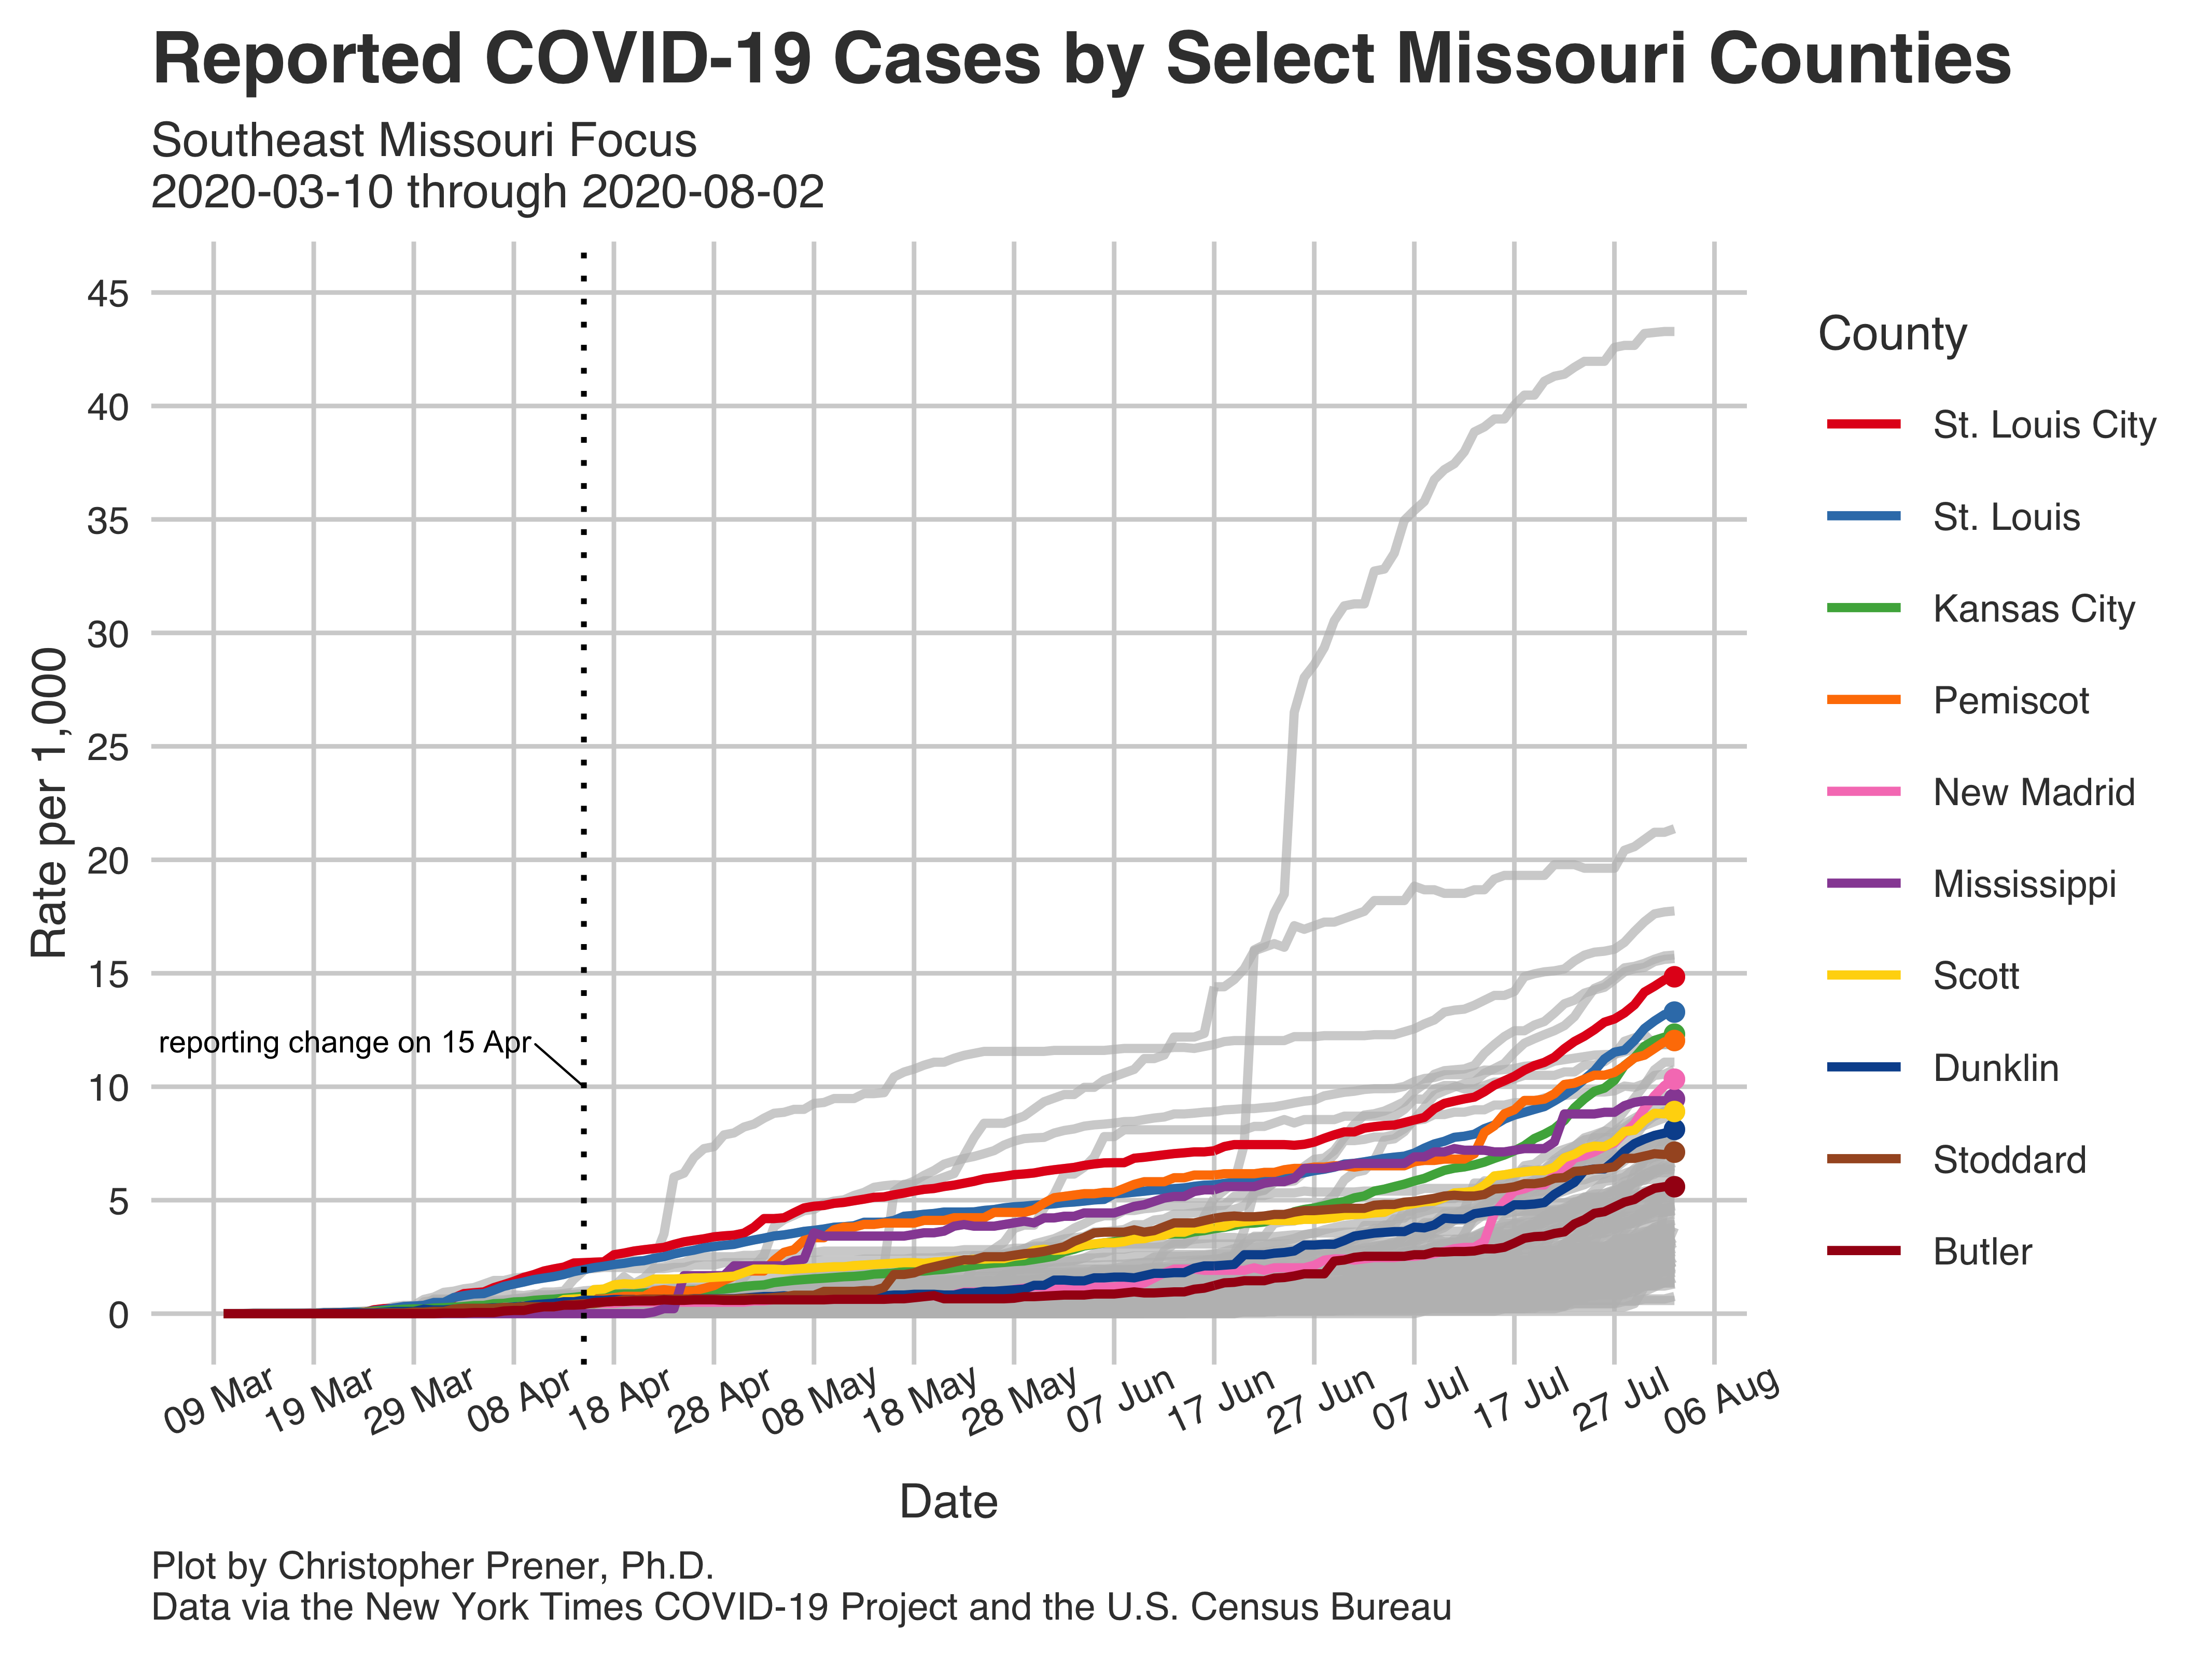 Reported COVID-19 Cases by Select Missouri Counties
Southeast Missouri Focus
2020-03-10 through 2020-08-02
Rate per 1,000
45
40
35
30
25
20
15
10
5
0
reporting change on 15 Apr
09 Mar
19 Mar
29 Mar
08 Apr
18 Apr
28 Apr
08 May
18 May
28 May
07 Jun
17 Jun
27 Jun
07 Jul
17 Jul
27 Jul
06 Aug
Date
County
St. Louis City
St. Louis
Kansas City
Pemiscot
New Madrid
Mississippi
Scott
Dunklin
Stoddard
Butler
Plot by Christopher Prener, Ph.D.
Data via the New York Times COVID-19 Project and the U.S. Census Bureau